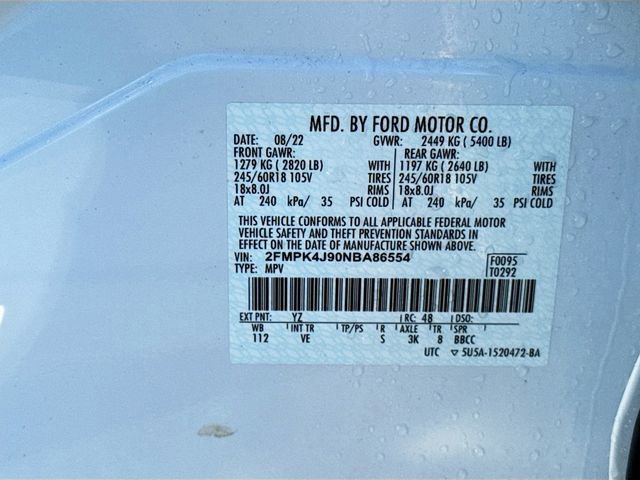 MFD. BY FORD MOTOR CO.
DATE: 08/22 GVWR: 2449 KG ( 5400 LB)
FRONT GAWR: REAR GAWR:
1279 KG ( 2820 LB) WITH 1197 KG ( 2640 LB) WITH
245/60R18 105V TIRES 245/60R18 105V TIRES
18x8.0J RIMS 18x8.0J RIMS
AT 240 kPa/ 35 PSI COLD AT 240 kPa/ 35 PSI COLD
THIS VEHICLE CONFORMS TO ALL APPLICABLE FEDERAL MOTOR
VEHICLE SAFETY AND THEFT PREVENTION STANDARDS IN
EFFECT ON THE DATE OF MANUFACTURE SHOWN ABOVE.
VIN: 2FMPK4J90NBA86554 F0095
TYPE: MPV T0292
EXT PNT: YZ RC: 48 DSO:
WB INT TR TP/PS R AXLE TR SPR
112 VE S 3K 8 BBCC
UTC ▽ 5U5A-1520472-BA